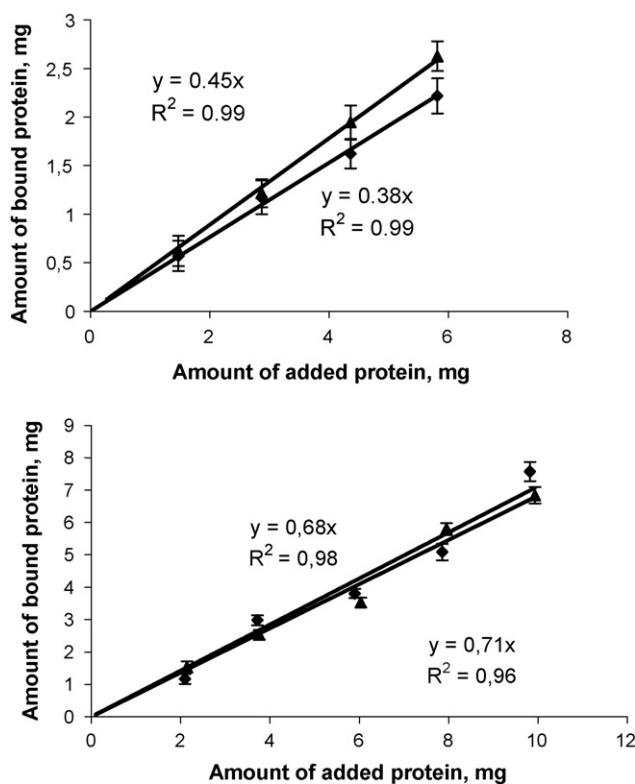 Amount of bound protein, mg
3
2,5
2
1,5
1
0,5
0
y = 0.45x
R² = 0.99
y = 0.38x
R² = 0.99
0 2 4 6 8
Amount of added protein, mg
Amount of bound protein, mg
9
8
7
6
5
4
3
2
1
0
y = 0,68x
R² = 0,98
y = 0,71x
R² = 0,96
0 2 4 6 8 10 12
Amount of added protein, mg